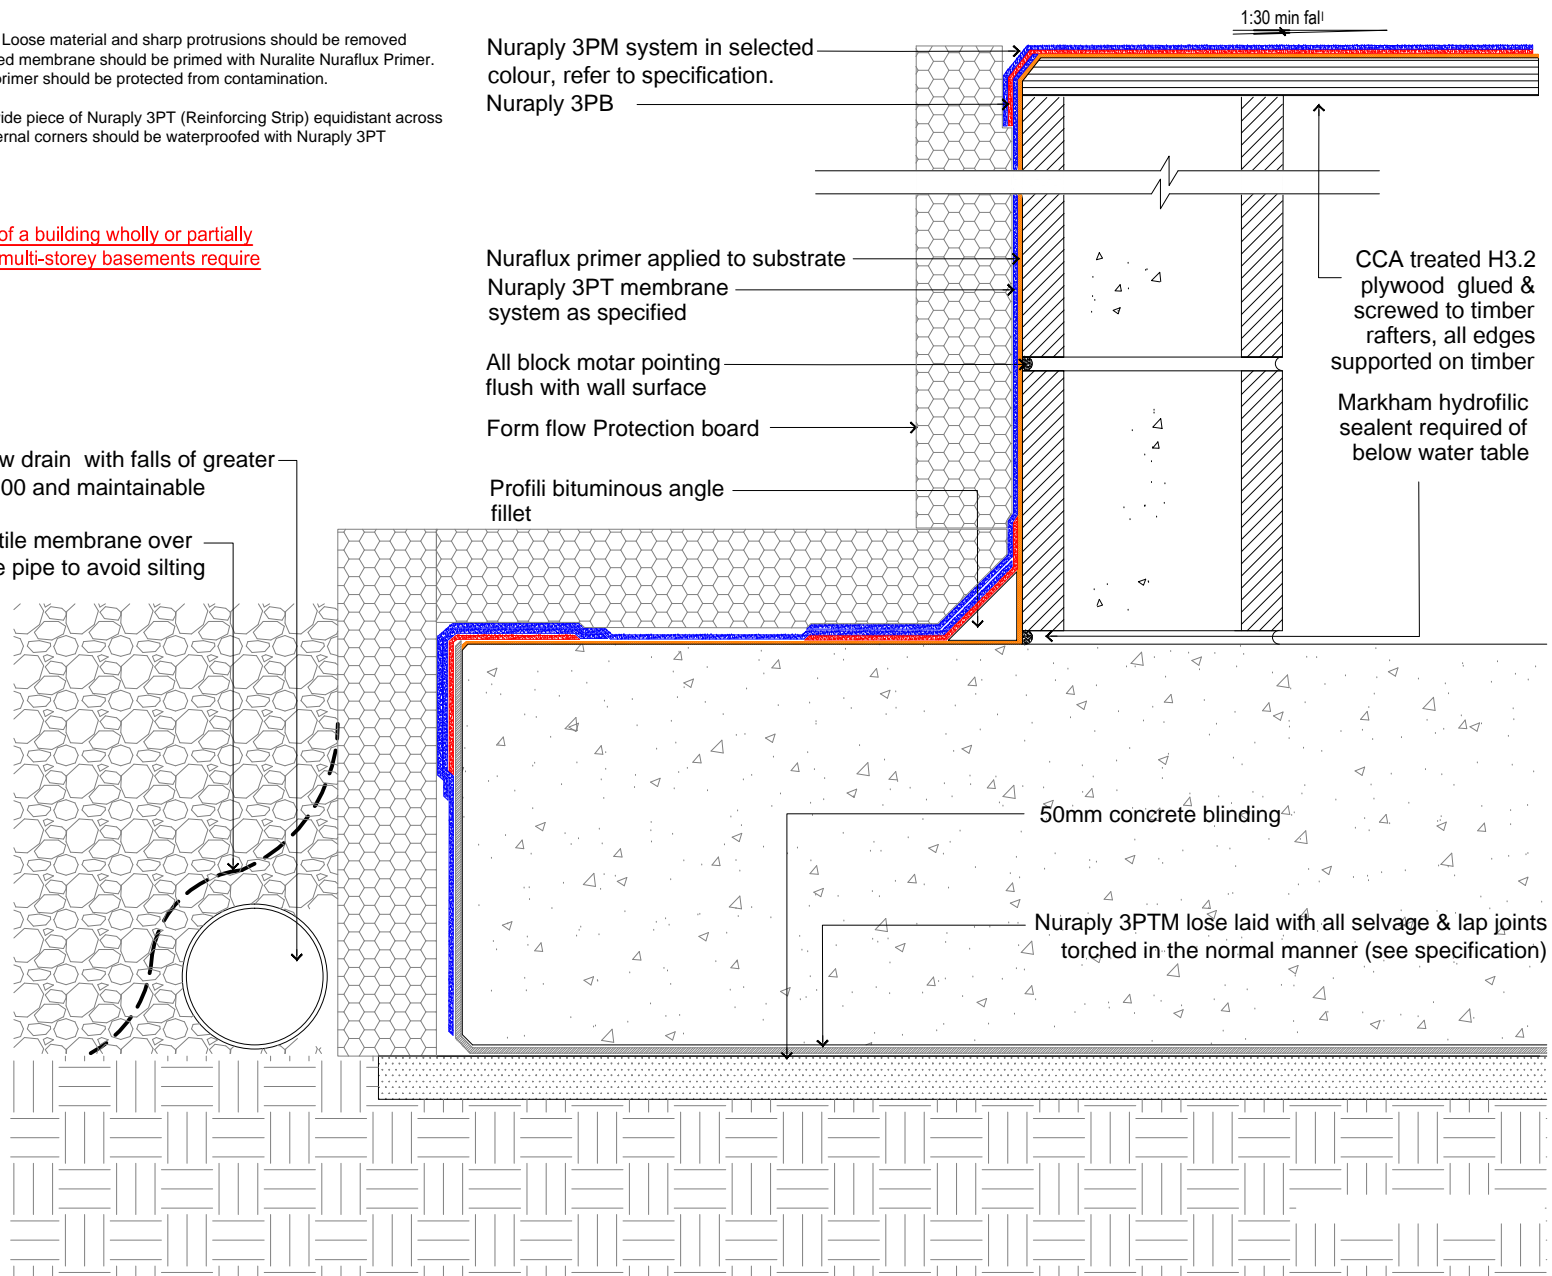 Loose material and sharp protrusions should be removed
ed membrane should be primed with Nuralite Nuraflux Primer.
primer should be protected from contamination.
ide piece of Nuraply 3PT (Reinforcing Strip) equidistant across
ernal corners should be waterproofed with Nuraply 3PT
of a building wholly or partially
multi-storey basements require
w drain with falls of greater
00 and maintainable
tile membrane over
e pipe to avoid silting
Nuraply 3PM system in selected
colour, refer to specification.
Nuraply 3PB
Nuraflux primer applied to substrate
Nuraply 3PT membrane
system as specified
All block motar pointing
flush with wall surface
Form flow Protection board
Profili bituminous angle
fillet
1:30 min fall
CCA treated H3.2
plywood glued &
screwed to timber
rafters, all edges
supported on timber
Markham hydrofilic
sealent required of
below water table
50mm concrete blinding
Nuraply 3PTM lose laid with all selvage & lap joints
torched in the normal manner (see specification)